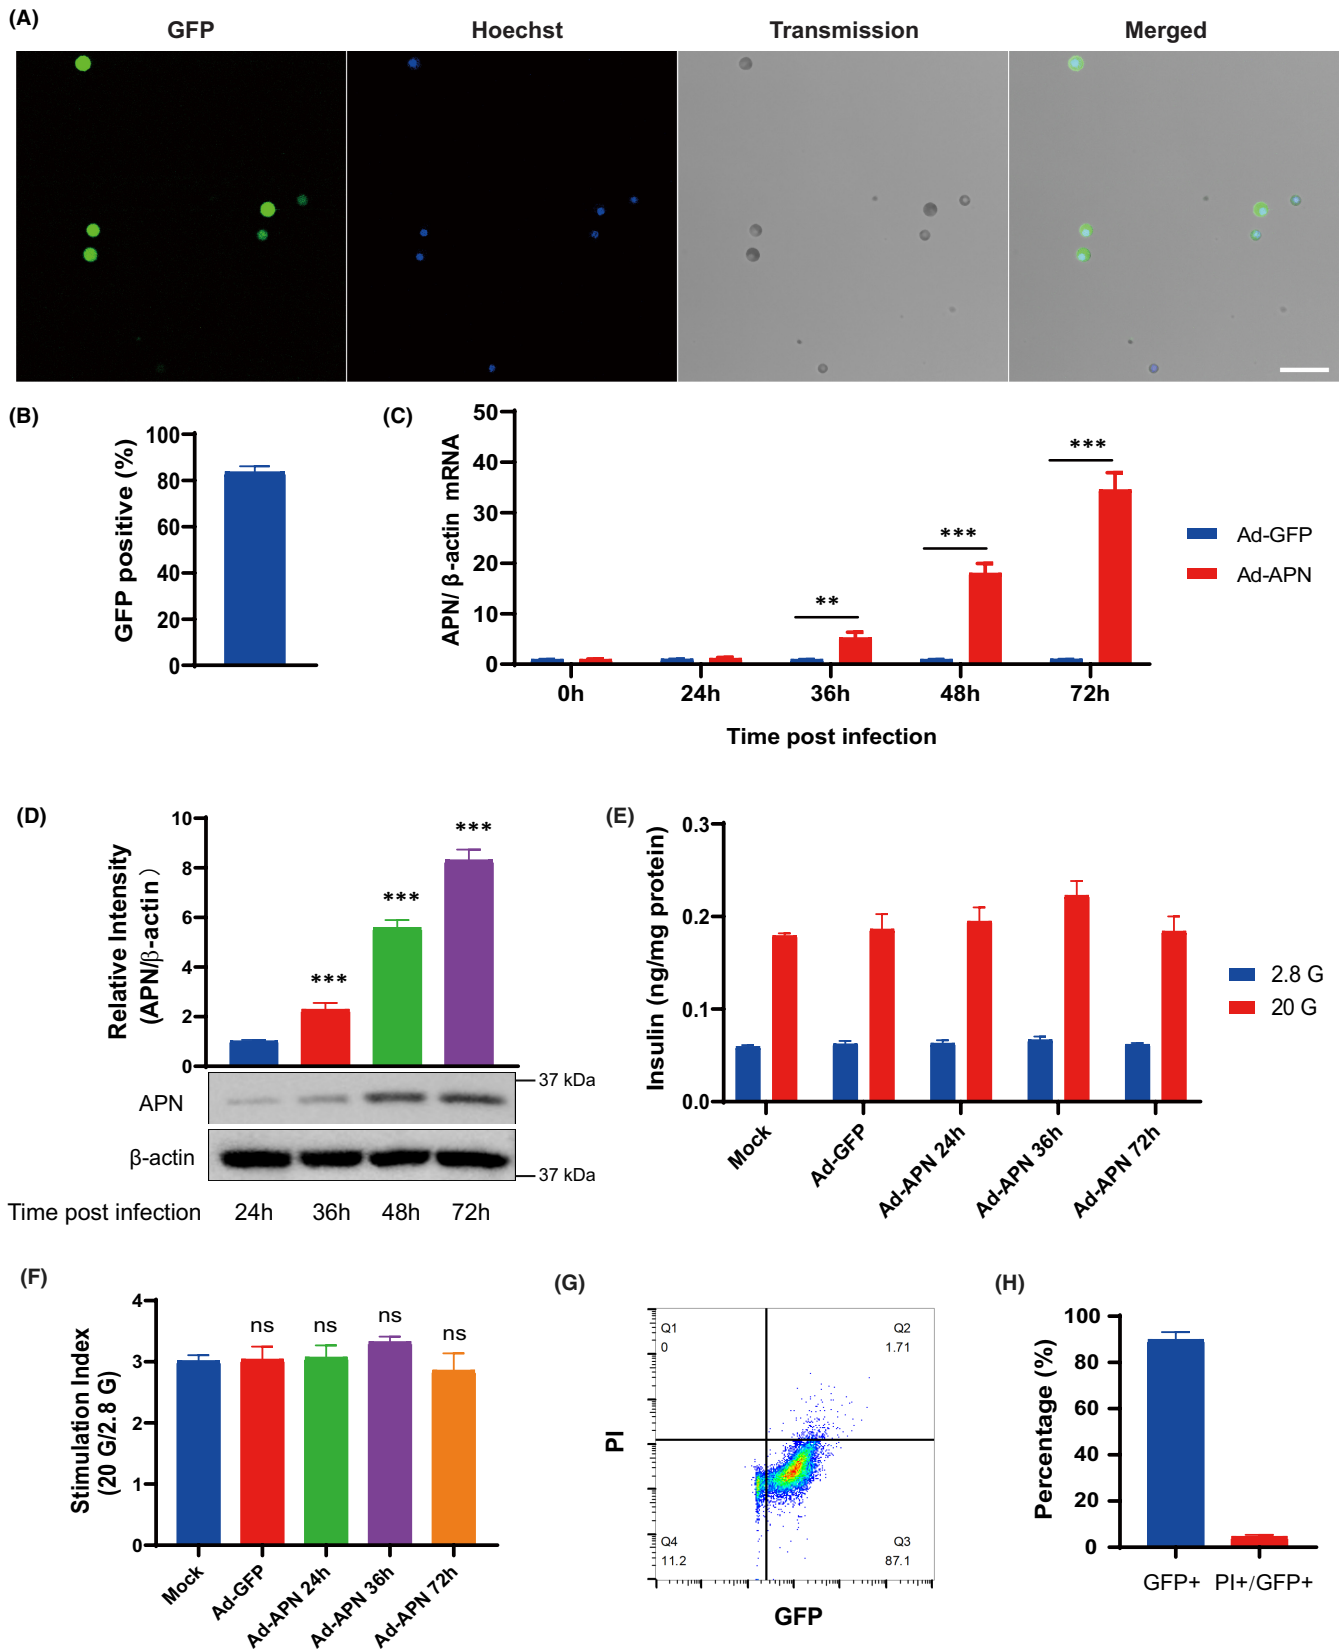 (A)
GFP
Hoechst
Transmission
Merged
(B)
GFP positive (%)
100
80
60
40
20
0
(C)
APN/ β-actin mRNA
50
40
30
20
10
0
**
***
***
0h
24h
36h
48h
72h
Time post infection
Ad-GFP
Ad-APN
(D)
Relative Intensity
(APN/β-actin)
10
8
6
4
2
0
***
***
***
APN
37 kDa
β-actin
37 kDa
Time post infection
24h
36h
48h
72h
(E)
Insulin (ng/mg protein)
0.3
0.2
0.1
0.0
Mock
Ad-GFP
Ad-APN 24h
Ad-APN 36h
Ad-APN 72h
2.8 G
20 G
(F)
Stimulation Index
(20 G/2.8 G)
4
3
2
1
0
ns
ns
ns
ns
Mock
Ad-GFP
Ad-APN 24h
Ad-APN 36h
Ad-APN 72h
(G)
PI
Q1
0
Q2
1.71
Q4
11.2
Q3
87.1
GFP
(H)
Percentage (%)
100
80
60
40
20
0
GFP+
PI+/GFP+